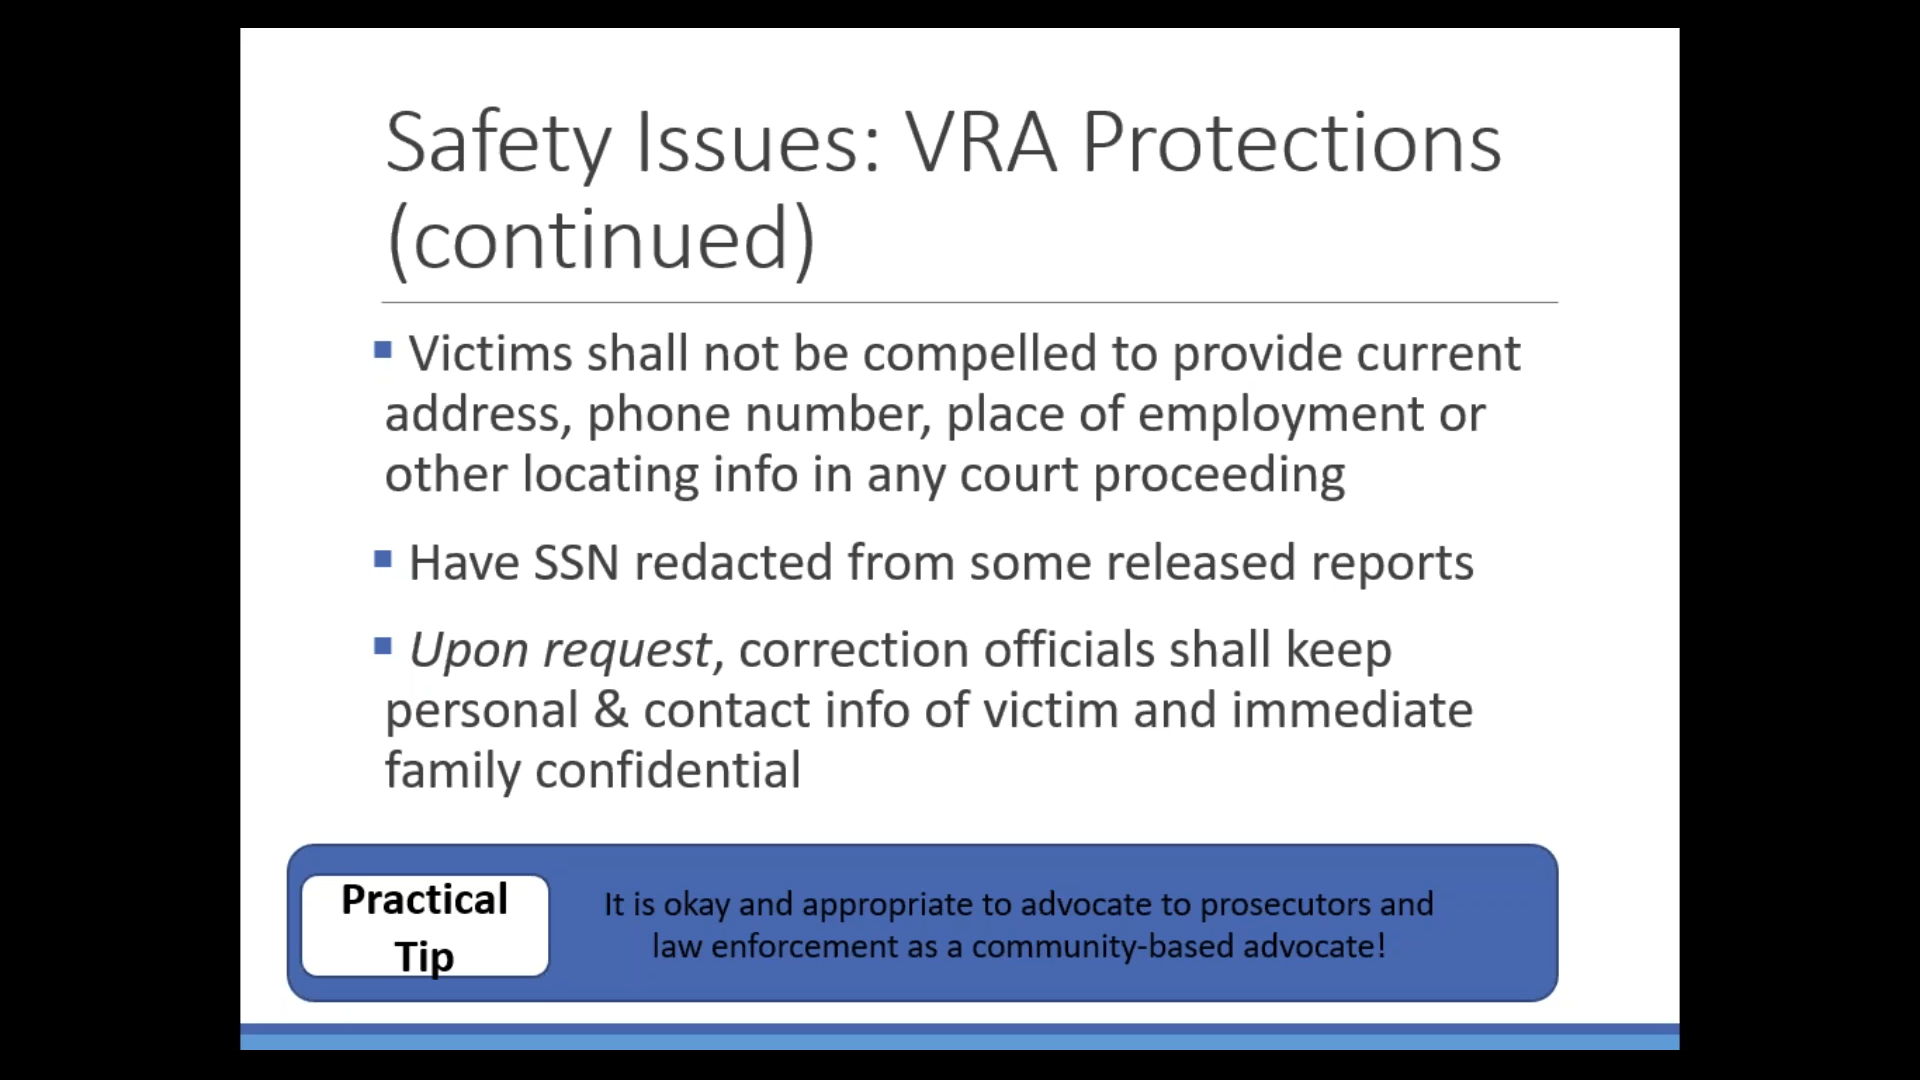 Safety Issues: VRA Protections
(continued)
▪ Victims shall not be compelled to provide current
address, phone number, place of employment or
other locating info in any court proceeding
▪ Have SSN redacted from some released reports
▪ Upon request, correction officials shall keep
personal & contact info of victim and immediate
family confidential
Practical
Tip
It is okay and appropriate to advocate to prosecutors and
law enforcement as a community-based advocate!